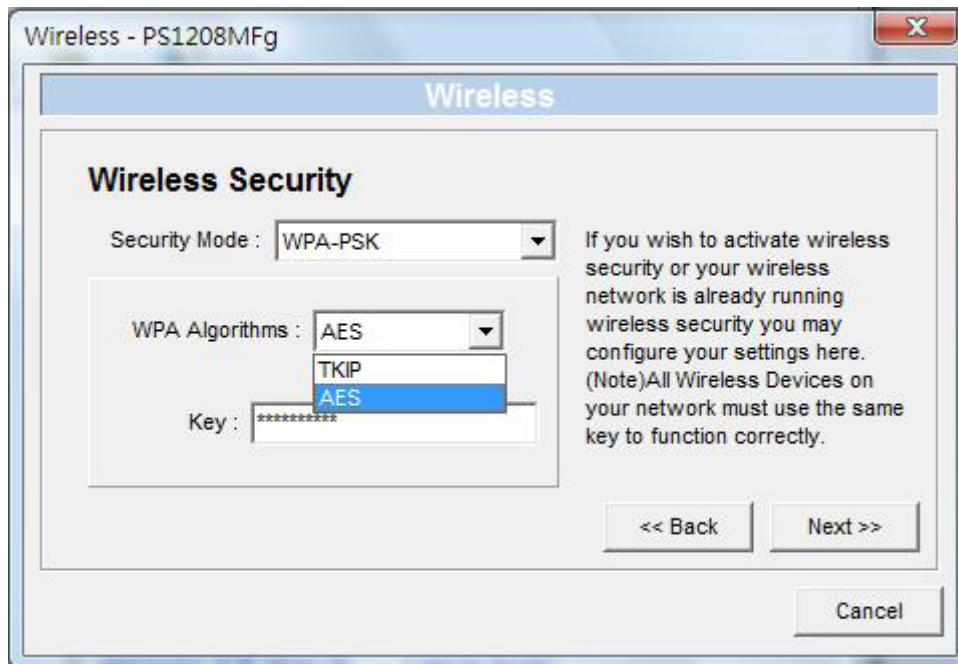 Wireless - PS1208MFg
Wireless
Wireless Security
Security Mode : WPA-PSK
WPA Algorithms : AES
TKIP
AES
Key : **********
If you wish to activate wireless
security or your wireless
network is already running
wireless security you may
configure your settings here.
(Note)All Wireless Devices on
your network must use the same
key to function correctly.
<< Back
Next >>
Cancel